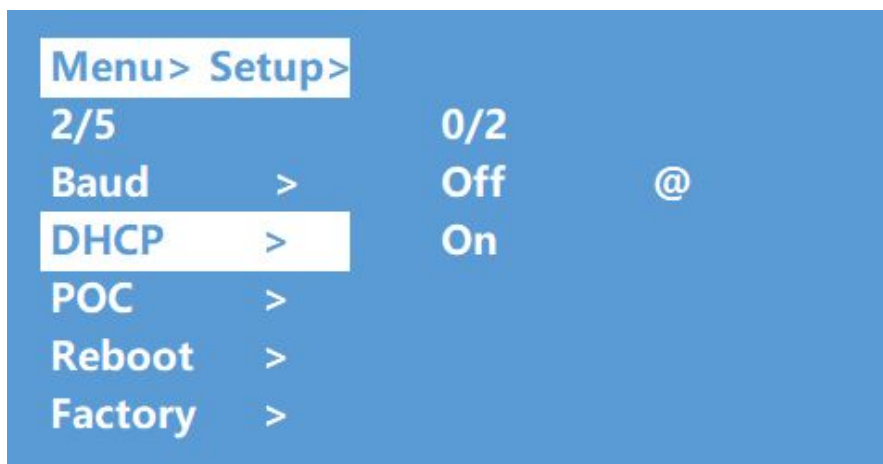 Menu> Setup>
2/5 0/2
Baud > Off @
DHCP > On
POC >
Reboot >
Factory >